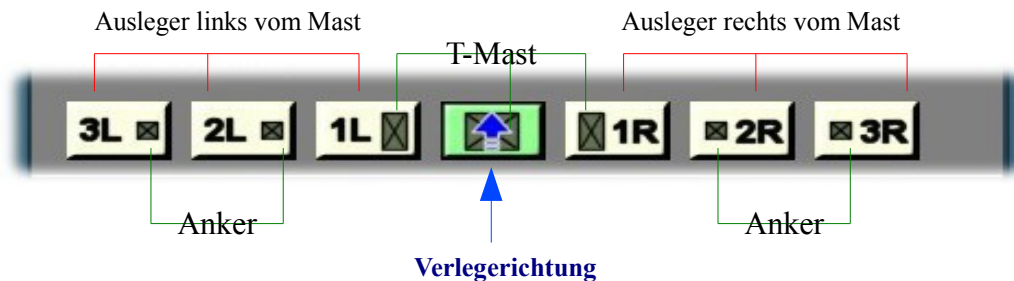 Ausleger links vom Mast
Ausleger rechts vom Mast
T-Mast
3L
2L
1L
1R
2R
3R
Anker
Anker
Verlegerichtung